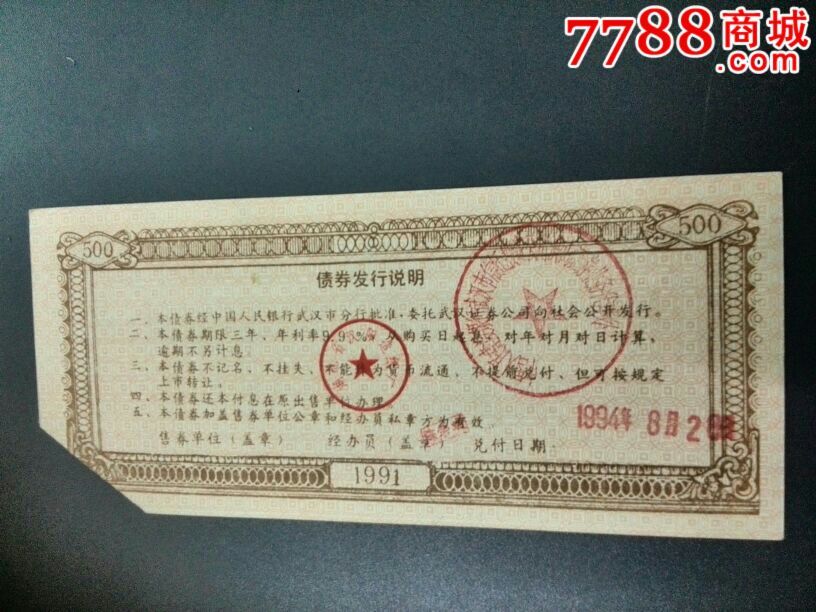 7788商城
500
500
债券发行说明
一、本债券经中国人民银行武汉市分行批准,委托武汉证券公司向社会公开发行。
二、本债券期限三年、年利率9.9 购买日起息,对年对月对日计算,
逾期不另计息。
三、本债券不记名、不挂失、不能 为货币流通、不提前兑付、但可按规定
上市转让。
四、本债券还本付息在原出售单位办理
五、本债券加盖售券单位公章和经办员私章方为有效。
售券单位(盖章) 经办员(盖章) 兑付日期
1994年 8月2
1991